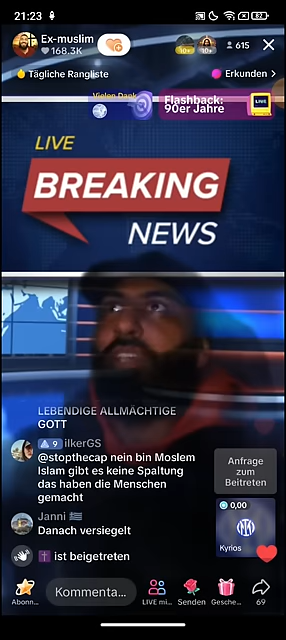 21:23
82
Ex-muslim
168.3K
10+
10+
615
Tägliche Rangliste
Erkunden
Vielen Dank
Flashback:
90er Jahre
LIVE
LIVE
BREAKING
NEWS
LEBENDIGE ALLMÄCHTIGE
GOTT
9 ilkerGS
@stopthecap nein bin Moslem
Islam gibt es keine Spaltung
das haben die Menschen
gemacht
Anfrage
zum
Beitreten
Janni
Danach versiegelt
0,00
Kyrios
ist beigetreten
Abonn...
Kommenta...
LIVE mi...
Senden
Gesche...
69